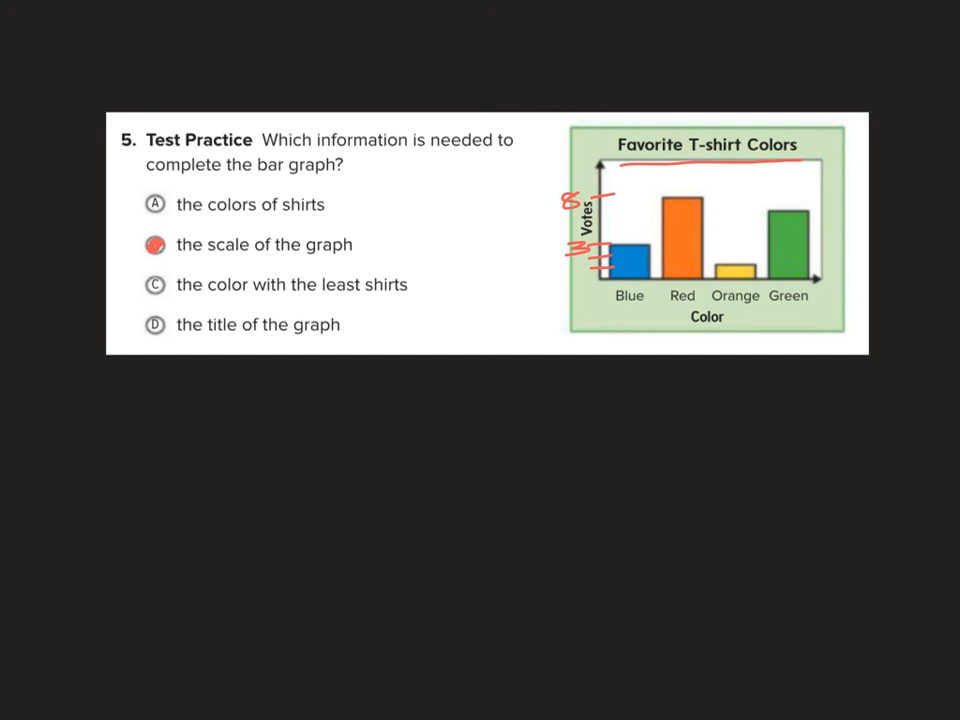 5. Test Practice Which information is needed to
complete the bar graph?
A the colors of shirts
the scale of the graph
C the color with the least shirts
D the title of the graph
Favorite T-shirt Colors
8
3
Votes
Blue Red Orange Green
Color